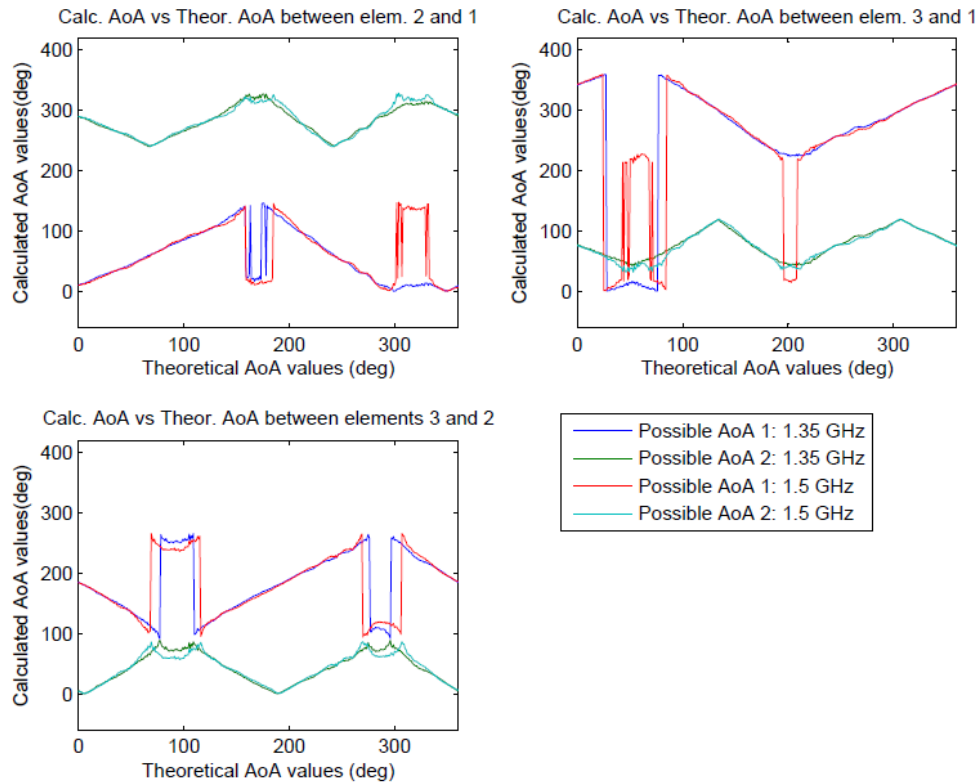 Calc. AoA vs Theor. AoA between elem. 2 and 1
400
300
200
100
0
Calculated AoA values(deg)
0 100 200 300
Theoretical AoA values (deg)
Calc. AoA vs Theor. AoA between elem. 3 and 1
400
300
200
100
0
Calculated AoA values(deg)
0 100 200 300
Theoretical AoA values (deg)
Calc. AoA vs Theor. AoA between elements 3 and 2
400
300
200
100
0
Calculated AoA values(deg)
0 100 200 300
Theoretical AoA values (deg)
Possible AoA 1: 1.35 GHz
Possible AoA 2: 1.35 GHz
Possible AoA 1: 1.5 GHz
Possible AoA 2: 1.5 GHz